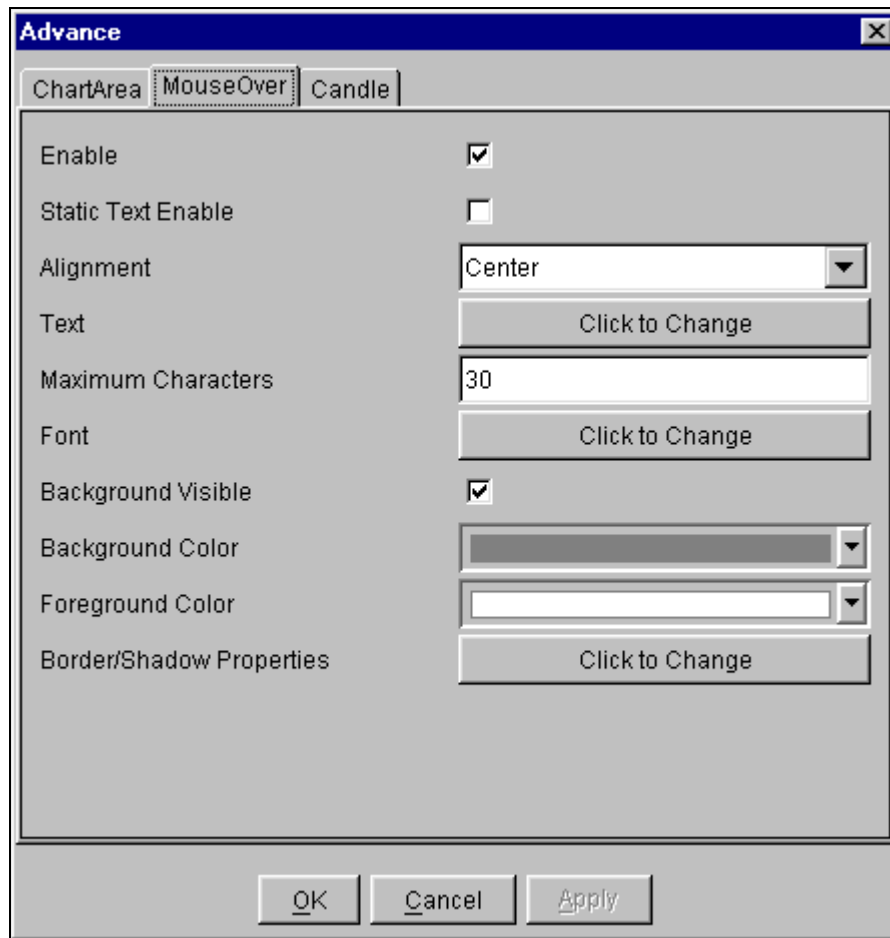 Advance
ChartArea MouseOver Candle
Enable
Static Text Enable
Alignment Center
Text Click to Change
Maximum Characters 30
Font Click to Change
Background Visible
Background Color
Foreground Color
Border/Shadow Properties Click to Change
OK Cancel Apply